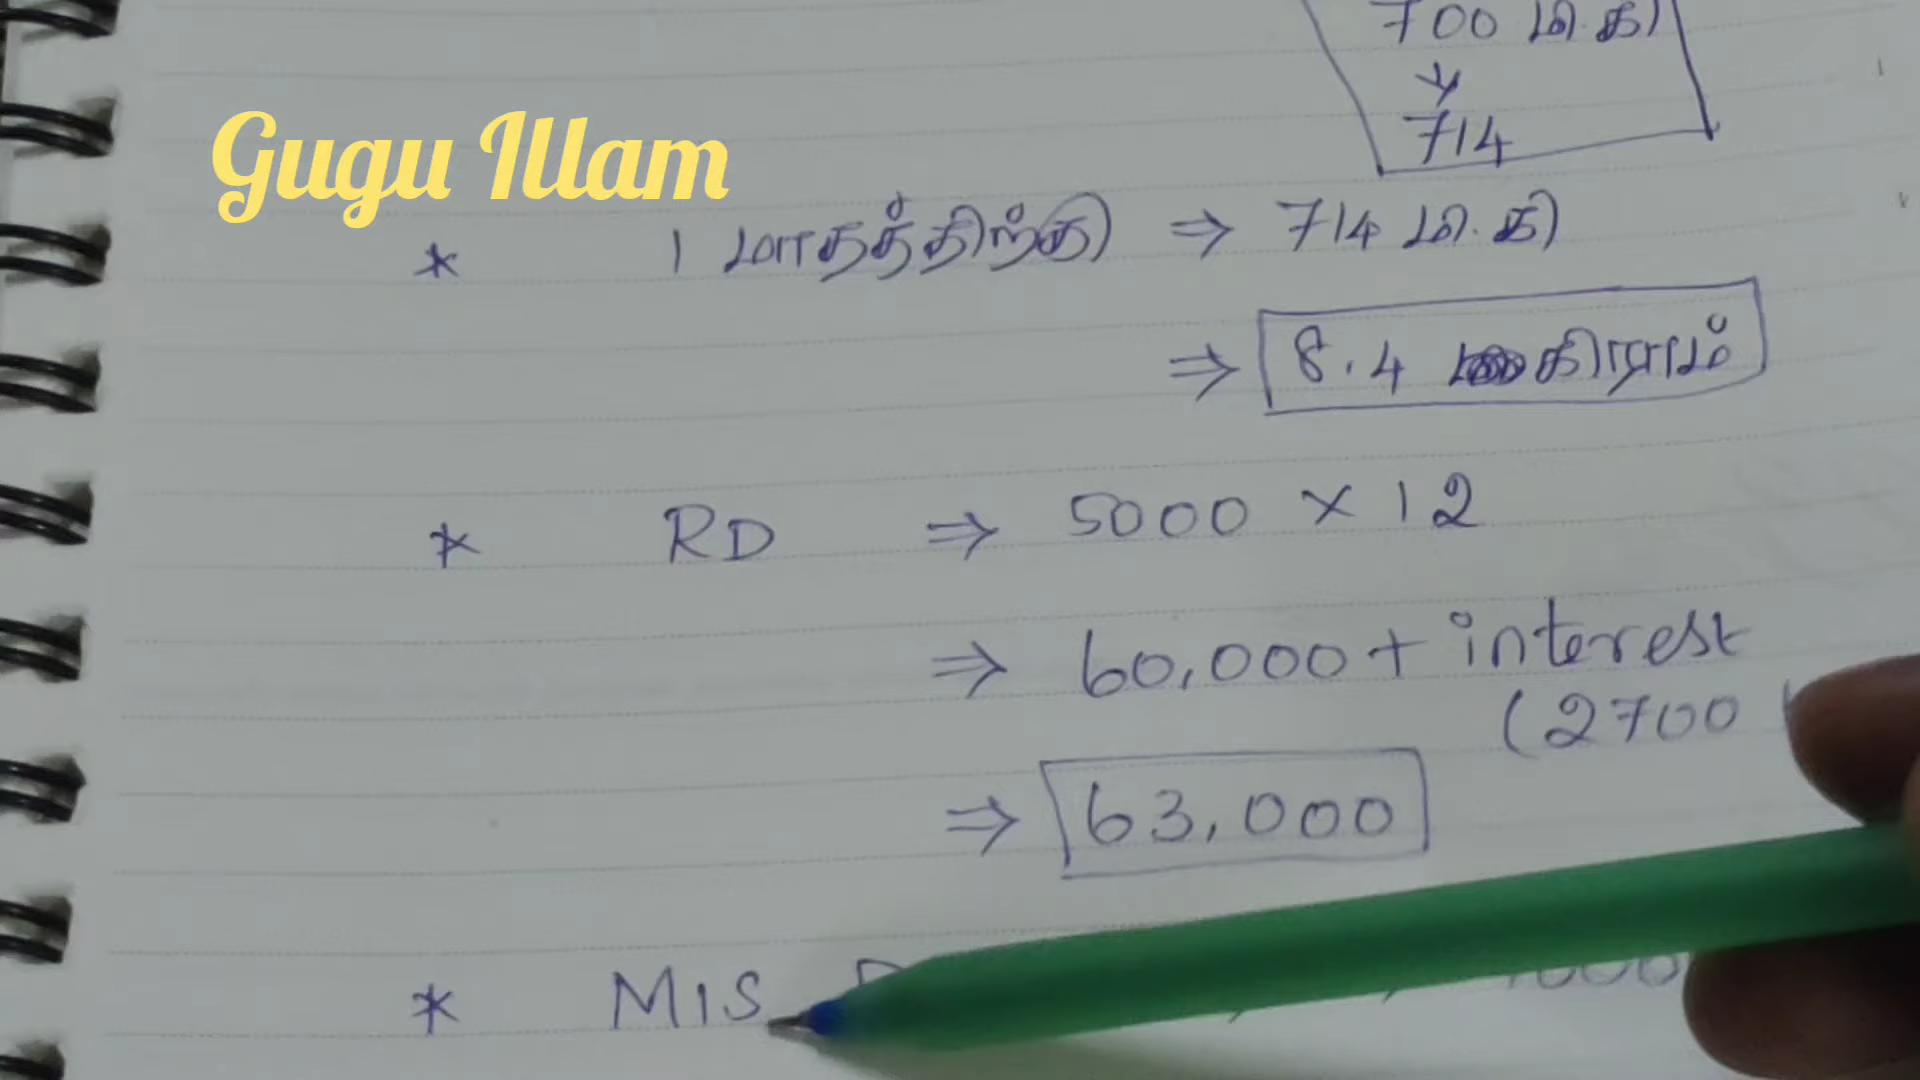 700 மி.கி
714
Gugu Illam
* 1 மாதத்திற்கு ⇒ 714 மி.கி
⇒ 8.4 கிராம்
* RD ⇒ 5000 × 12
⇒ 60,000 + interest
(2700
⇒ 63,000
* MIS